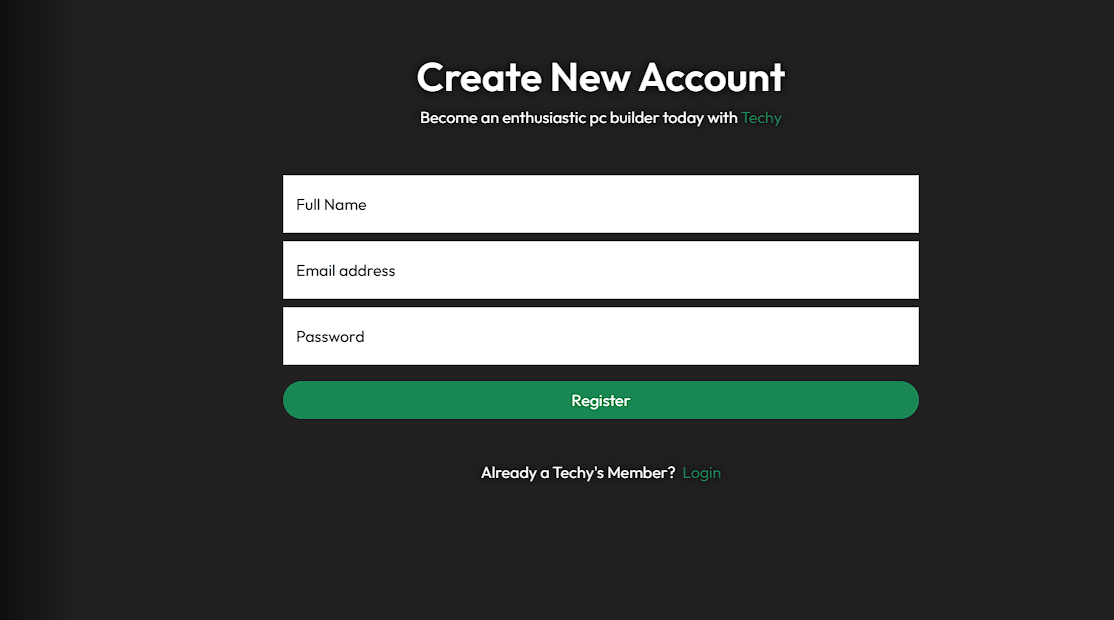 Create New Account
Become an enthusiastic pc builder today with Techy
Full Name
Email address
Password
Register
Already a Techy's Member? Login